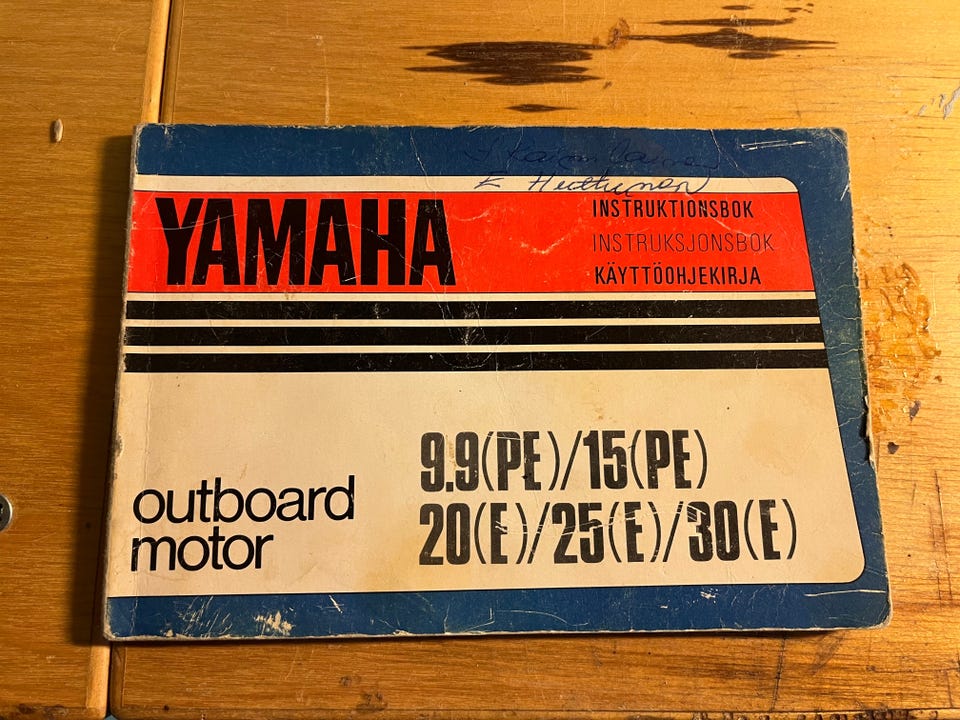 YAMAHA
INSTRUKTIONSBOK
INSTRUKSJONSBOK
KÄYTTÖOHJEKIRJA
outboard
motor
9.9(PE)/15(PE)
20(E)/25(E)/30(E)